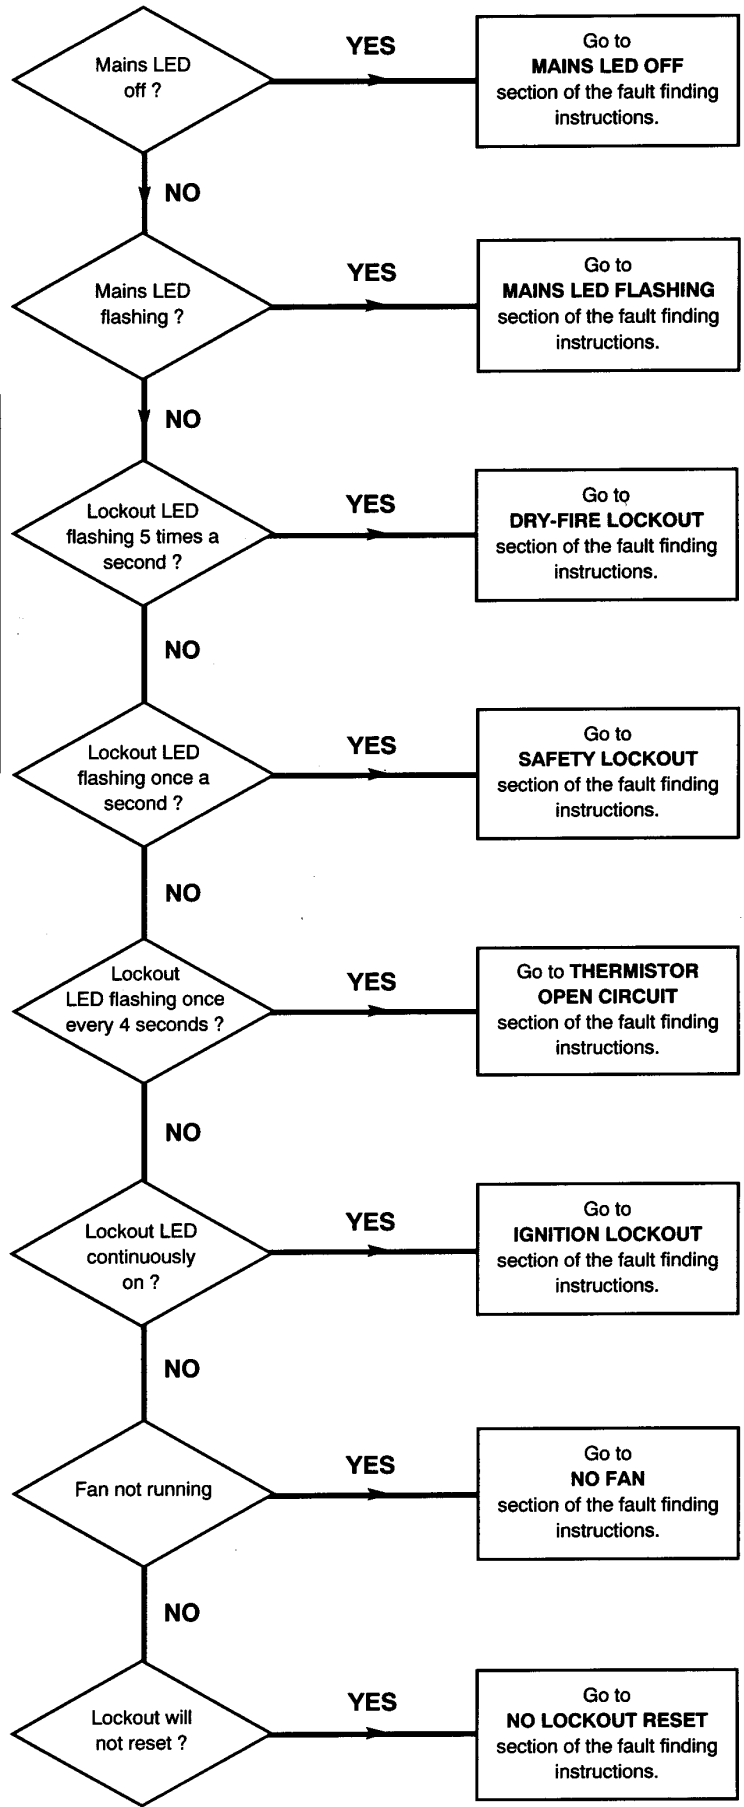 Mains LED
off ?
YES
Go to
MAINS LED OFF
section of the fault finding
instructions.
NO
Mains LED
flashing ?
YES
Go to
MAINS LED FLASHING
section of the fault finding
instructions.
NO
Lockout LED
flashing 5 times a
second ?
YES
Go to
DRY-FIRE LOCKOUT
section of the fault finding
instructions.
NO
Lockout LED
flashing once a
second ?
YES
Go to
SAFETY LOCKOUT
section of the fault finding
instructions.
NO
Lockout
LED flashing once
every 4 seconds ?
YES
Go to THERMISTOR
OPEN CIRCUIT
section of the fault finding
instructions.
NO
Lockout LED
continuously
on ?
YES
Go to
IGNITION LOCKOUT
section of the fault finding
instructions.
NO
Fan not running
YES
Go to
NO FAN
section of the fault finding
instructions.
NO
Lockout will
not reset ?
YES
Go to
NO LOCKOUT RESET
section of the fault finding
instructions.